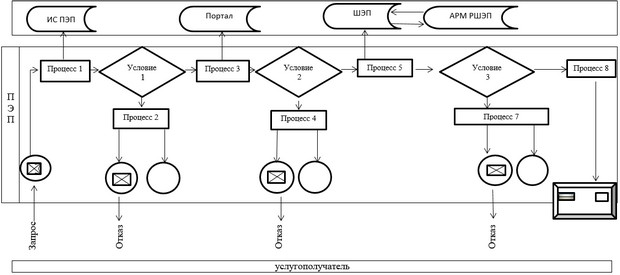 ИС ПЭП
Портал
ШЭП
АРМ РШЭП
ПЭП
Процесс 1
Условие
1
Процесс 3
Условие
2
Процесс 5
Условие
3
Процесс 8
Процесс 2
Процесс 4
Процесс 7
Запрос
Отказ
Отказ
Отказ
услугополучатель